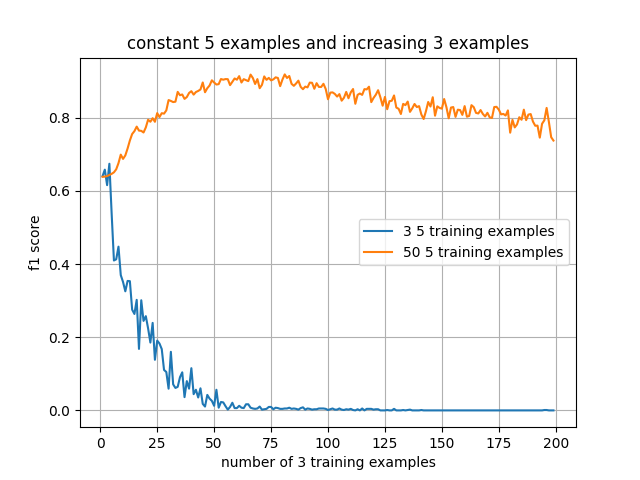 constant 5 examples and increasing 3 examples
f1 score
0.8
0.6
0.4
0.2
0.0
3 5 training examples
50 5 training examples
0 25 50 75 100 125 150 175 200
number of 3 training examples